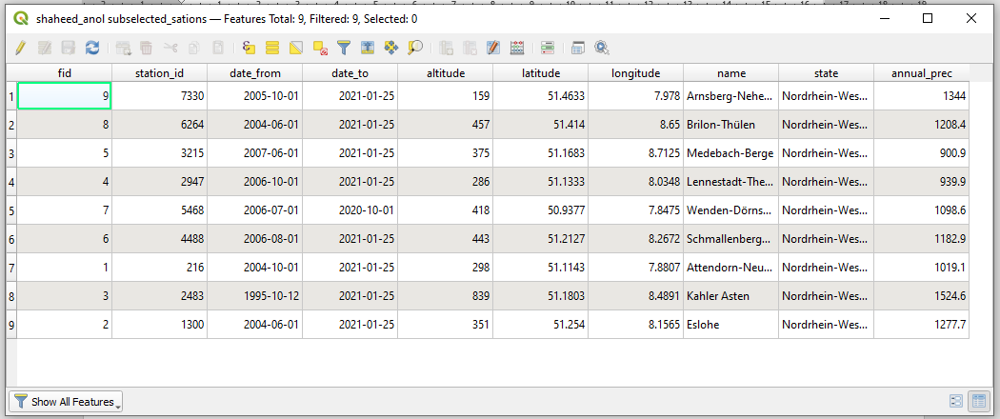 shaheed_anol subselected_sations — Features Total: 9, Filtered: 9, Selected: 0
fid station_id date_from date_to altitude latitude longitude name state annual_prec
1 9 7330 2005-10-01 2021-01-25 159 51.4633 7.978 Arnsberg-Nehe... Nordrhein-Wes... 1344
2 8 6264 2004-06-01 2021-01-25 457 51.414 8.65 Brilon-Thülen Nordrhein-Wes... 1208.4
3 5 3215 2007-06-01 2021-01-25 375 51.1683 8.7125 Medebach-Berge Nordrhein-Wes... 900.9
4 4 2947 2006-10-01 2021-01-25 286 51.1333 8.0348 Lennestadt-The... Nordrhein-Wes... 939.9
5 7 5468 2006-07-01 2020-10-01 418 50.9377 7.8475 Wenden-Dörns... Nordrhein-Wes... 1098.6
6 6 4488 2006-08-01 2021-01-25 443 51.2127 8.2672 Schmallenberg... Nordrhein-Wes... 1182.9
7 1 216 2004-10-01 2021-01-25 298 51.1143 7.8807 Attendorn-Neu... Nordrhein-Wes... 1019.1
8 3 2483 1995-10-12 2021-01-25 839 51.1803 8.4891 Kahler Asten Nordrhein-Wes... 1524.6
9 2 1300 2004-06-01 2021-01-25 351 51.254 8.1565 Eslohe Nordrhein-Wes... 1277.7
Show All Features